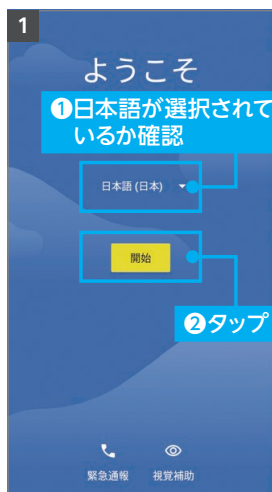 1
ようこそ
❶日本語が選択されて
いるか確認
日本語 (日本)
開始
❷タップ
緊急通報 視覚補助